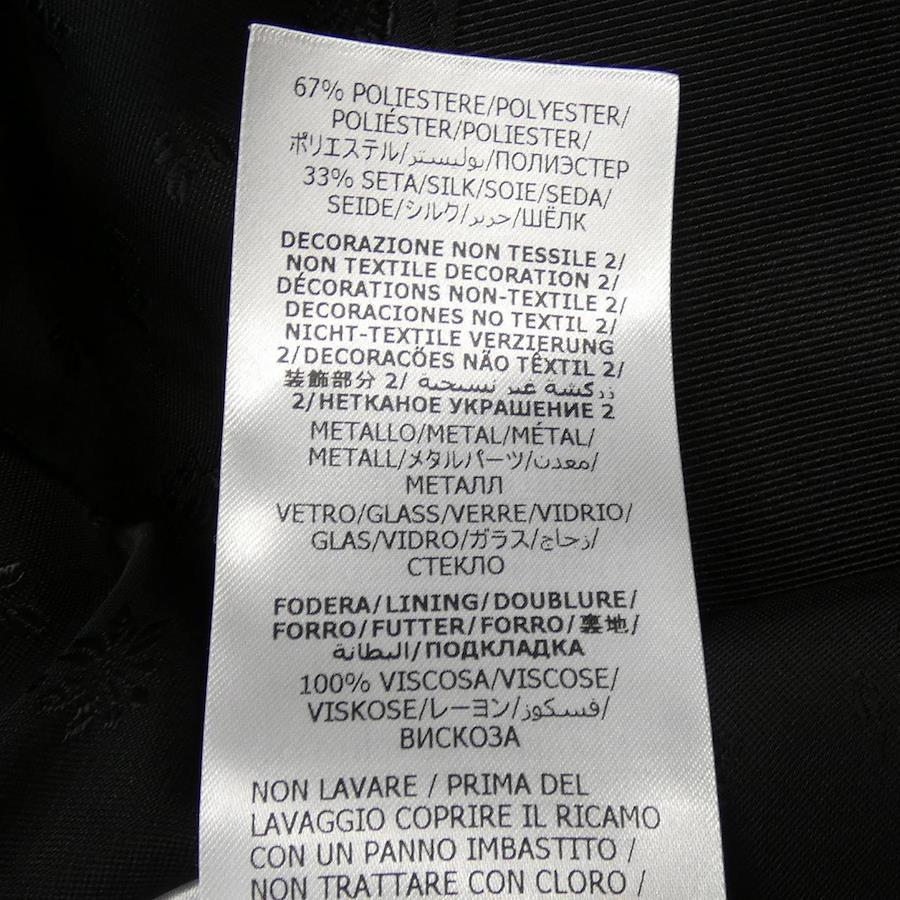 67% POLIESTERE/POLYESTER/
POLIÉSTER/POLIESTER/
ポリエステル/بوليستر/ПОЛИЭСТЕР
33% SETA/SILK/SOIE/SEDA/
SEIDE/シルク/حرير/ШЁЛК
DECORAZIONE NON TESSILE 2/
NON TEXTILE DECORATION 2/
DÉCORATIONS NON-TEXTILE 2/
DECORACIONES NO TEXTIL 2/
NICHT-TEXTILE VERZIERUNG
2/DECORACÖES NÃO TÊXTIL 2/
装飾部分 2/ زركشة غير نسيجية
2/НЕТКАНОЕ УКРАШЕНИЕ 2
METALLO/METAL/MÉTAL/
METALL/メタルパーツ/معدن/
МЕТАЛЛ
VETRO/GLASS/VERRE/VIDRIO/
GLAS/VIDRO/ガラス/زجاج/
СТЕКЛО
FODERA/LINING/DOUBLURE/
FORRO/FUTTER/FORRO/裏地/
البطانة/ПОДКЛАДКА
100% VISCOSA/VISCOSE/
VISKOSE/レーヨン/فسكوز/
ВИСКОЗА
NON LAVARE / PRIMA DEL
LAVAGGIO COPRIRE IL RICAMO
CON UN PANNO IMBASTITO /
NON TRATTARE CON CLORO /